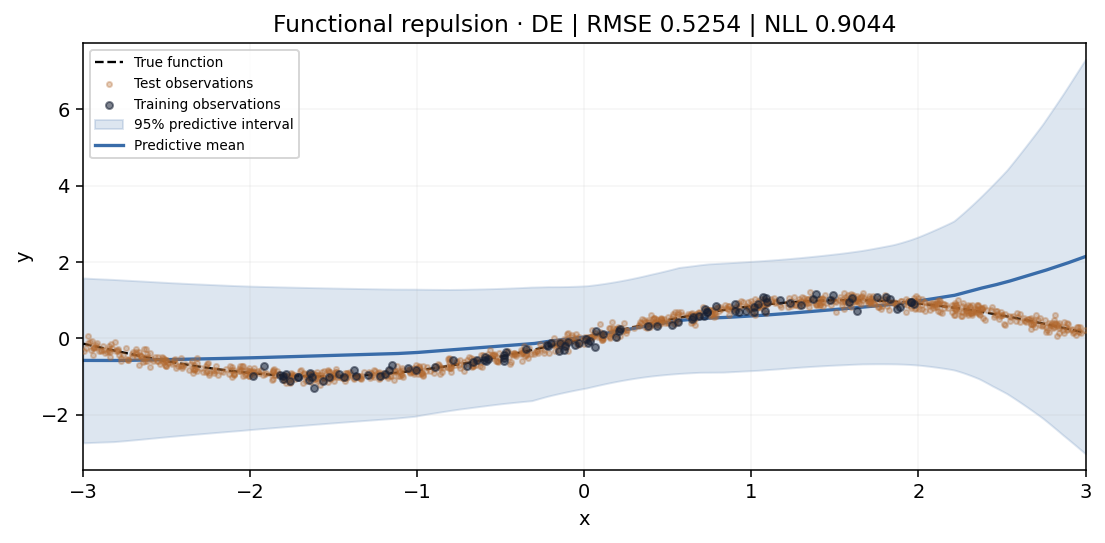 Functional repulsion · DE | RMSE 0.5254 | NLL 0.9044
True function
Test observations
Training observations
95% predictive interval
Predictive mean
y
6
4
2
0
−2
−3
−2
−1
0
1
2
3
x